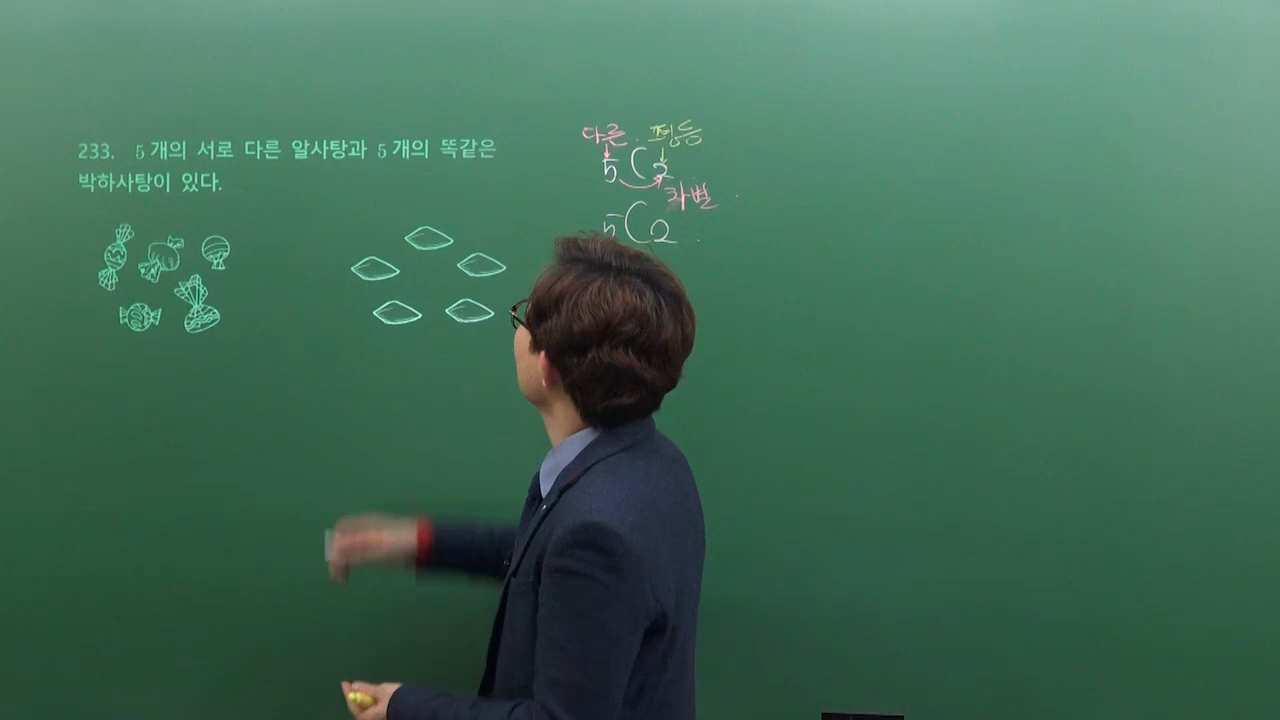 233. 5개의 서로 다른 알사탕과 5개의 똑같은
박하사탕이 있다.
다른. 평등
5C2
차별.
5C2.